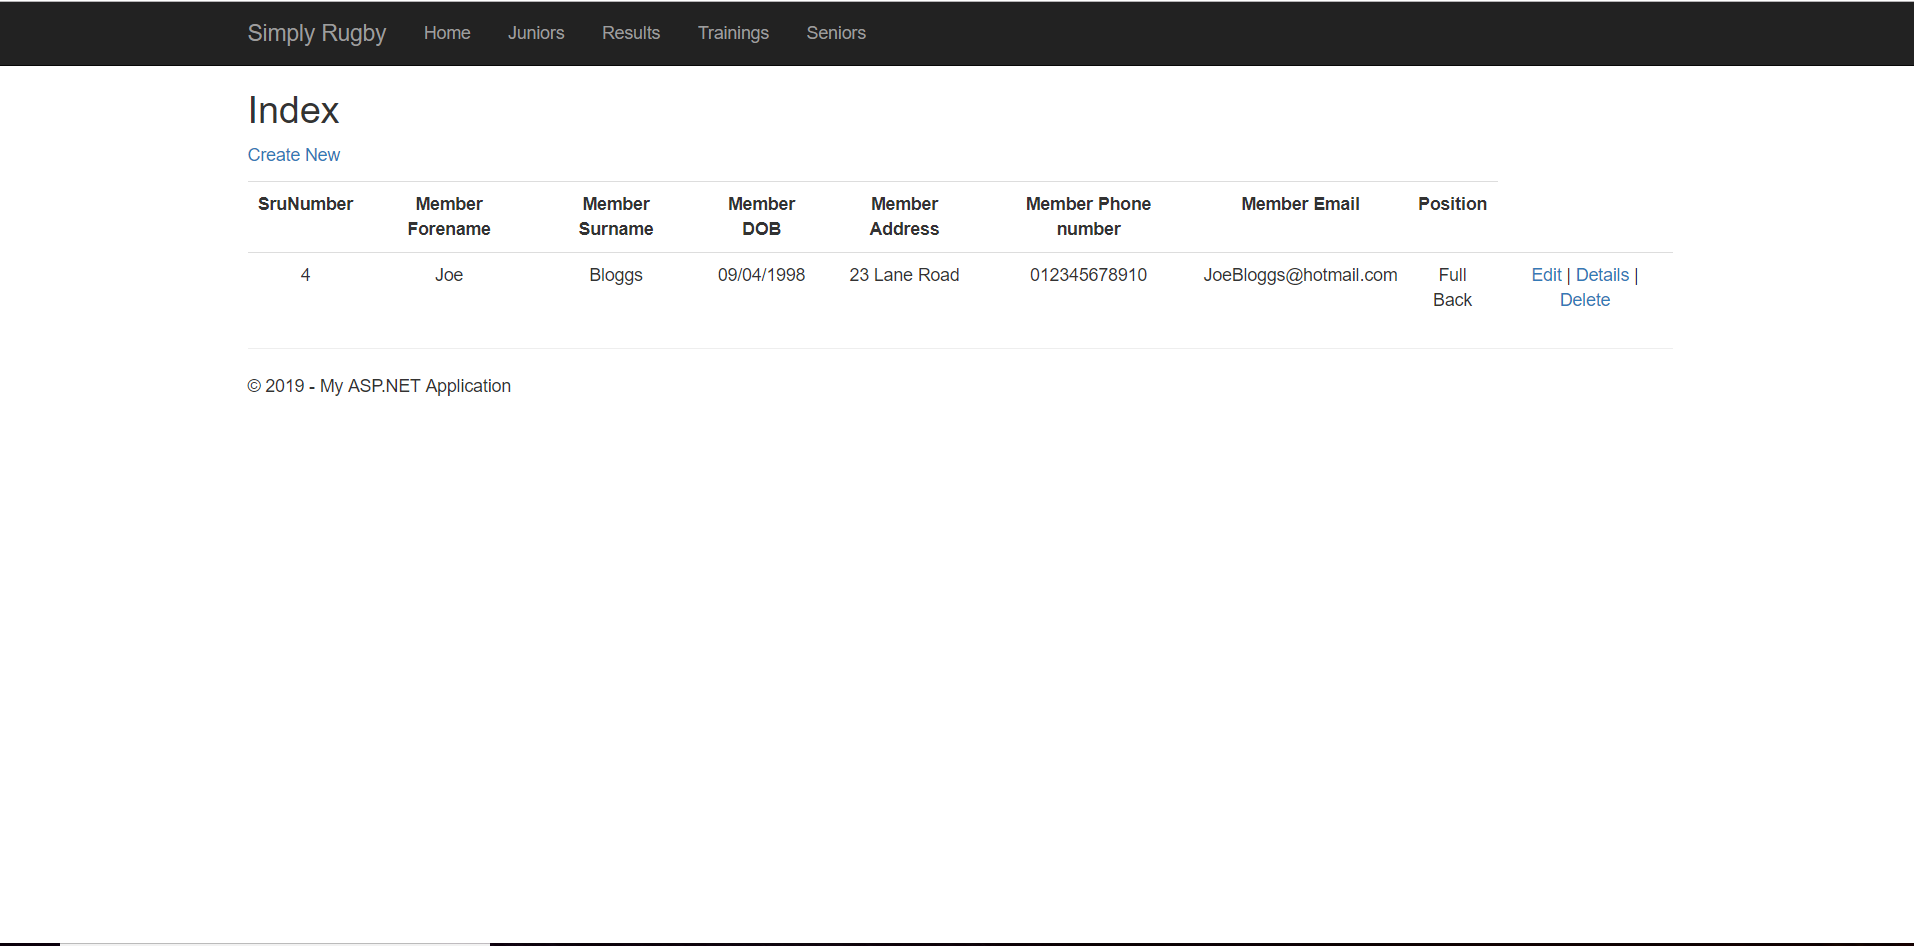 Simply Rugby Home Juniors Results Trainings Seniors
Index
Create New
SruNumber Member Forename Member Surname Member DOB Member Address Member Phone number Member Email Position
4 Joe Bloggs 09/04/1998 23 Lane Road 012345678910 JoeBloggs@hotmail.com Full Back Edit | Details | Delete
© 2019 - My ASP.NET Application